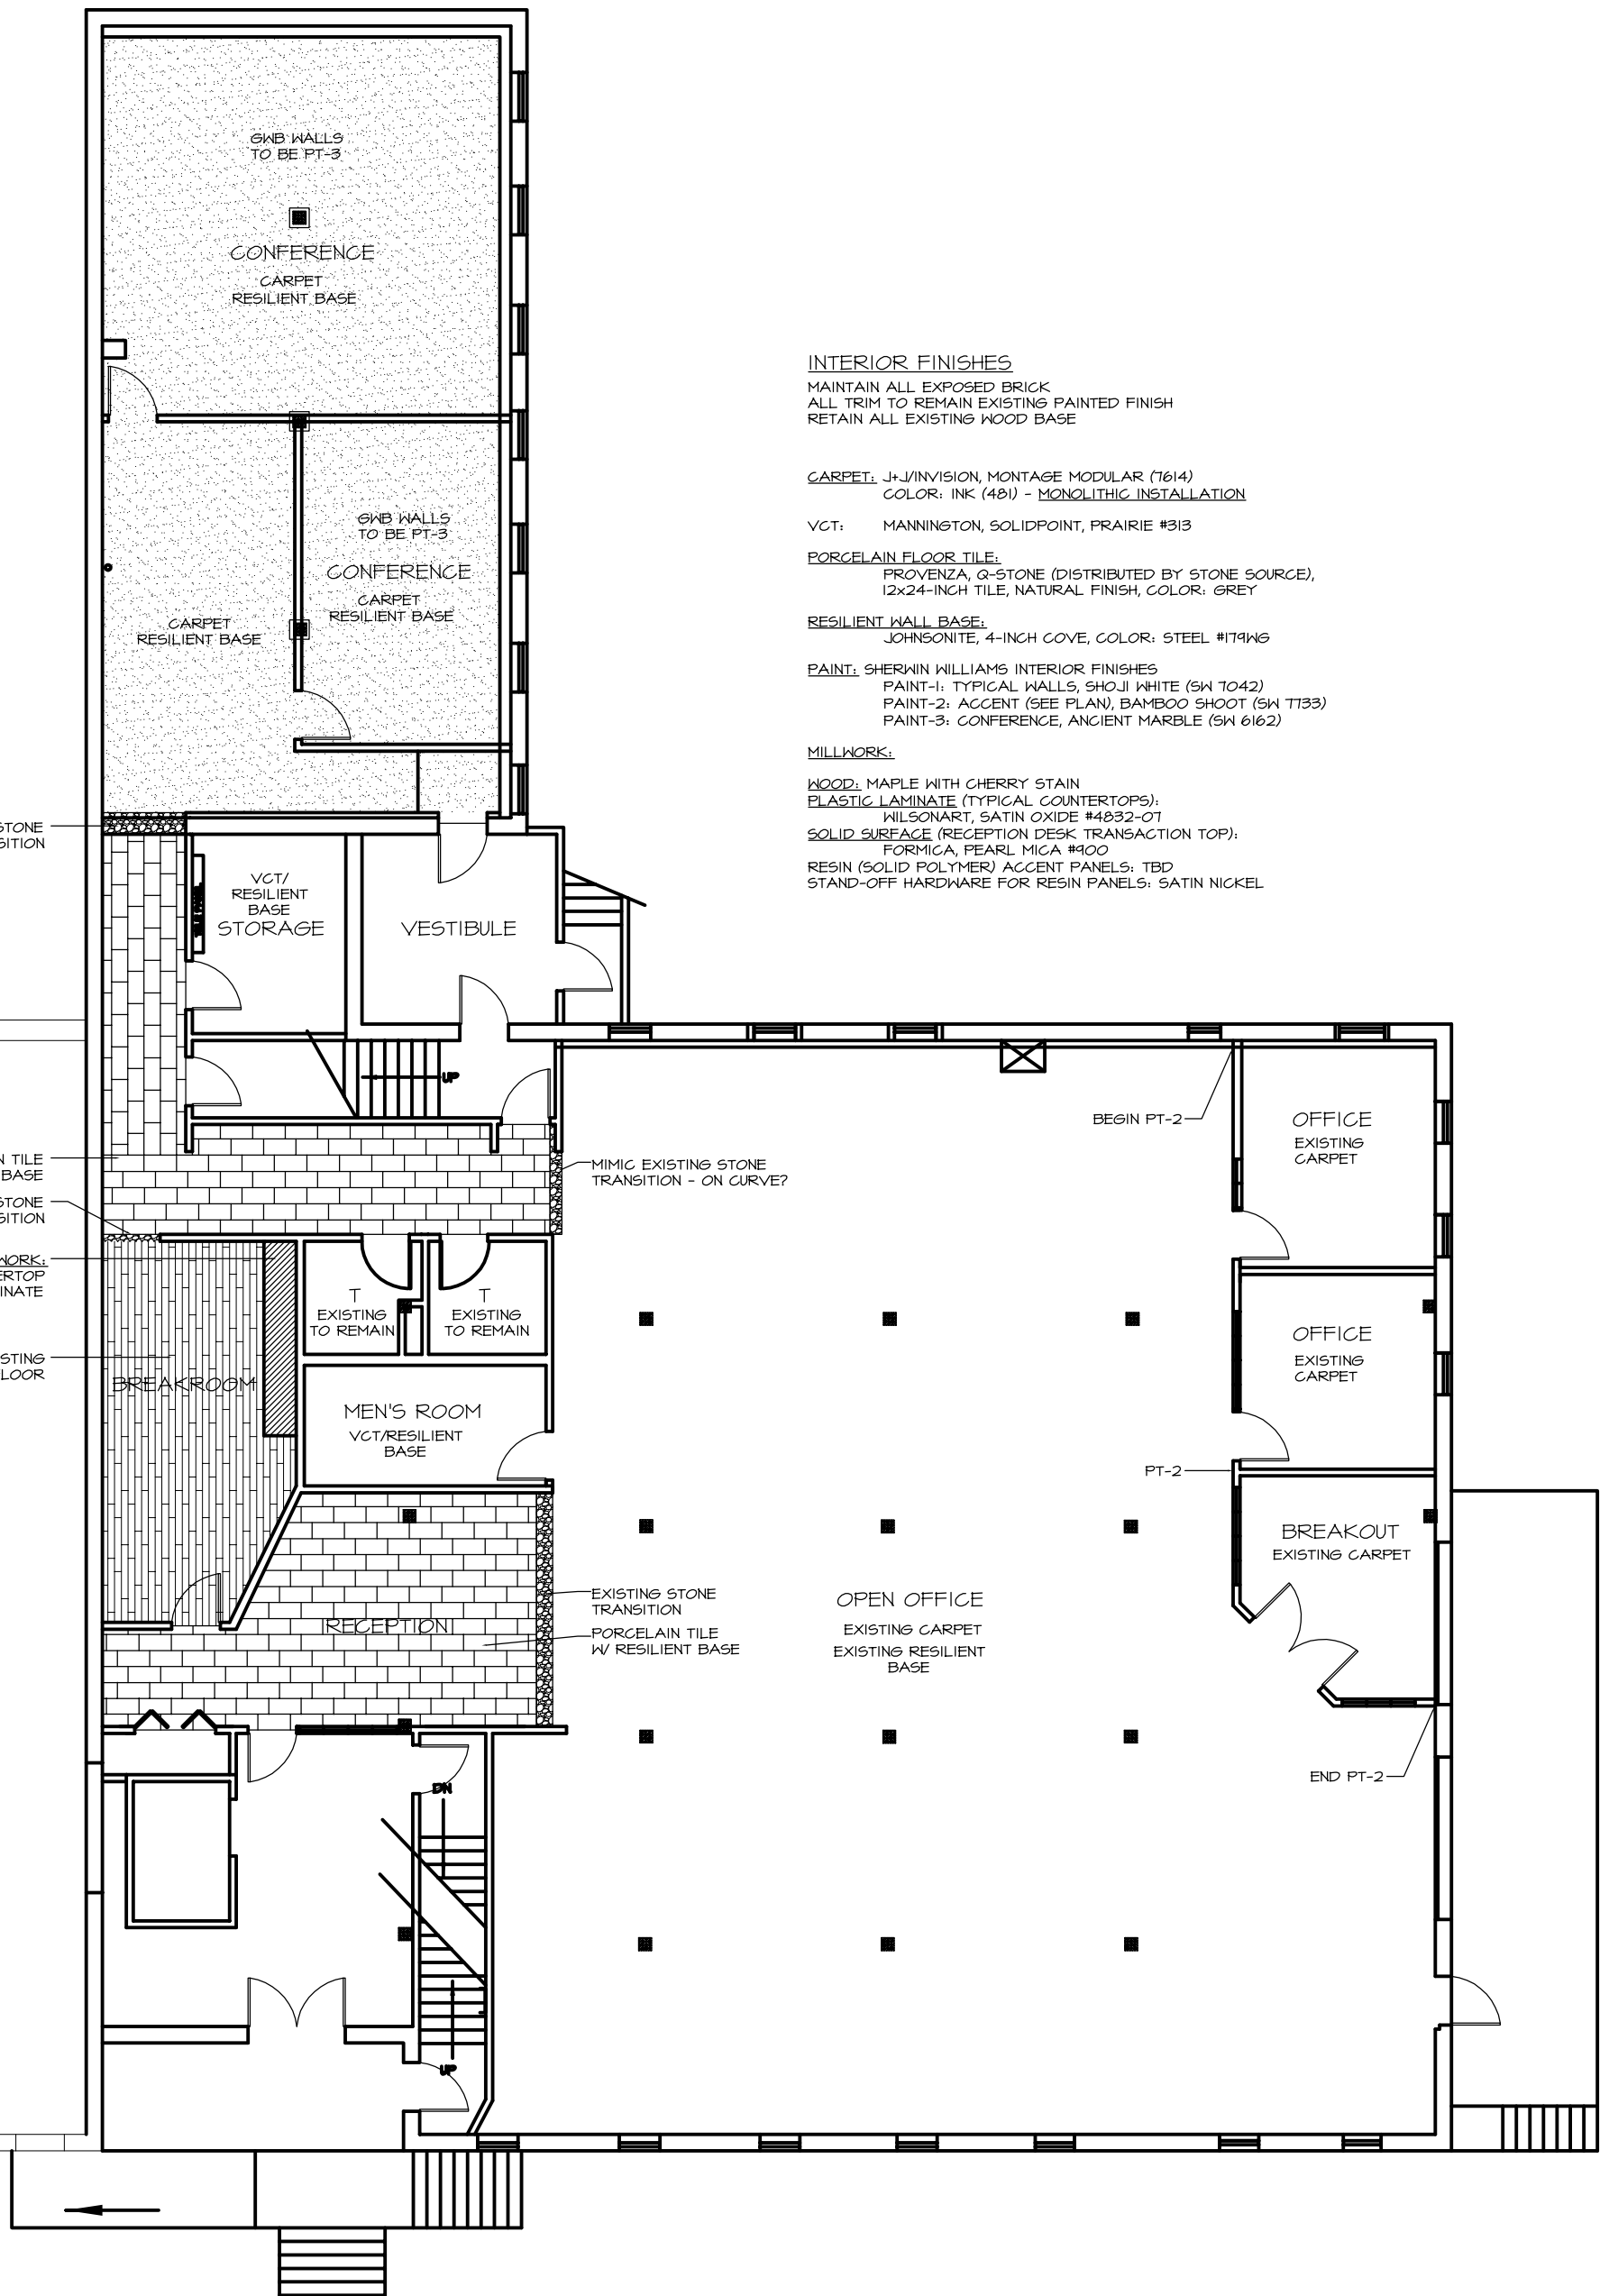 GWB WALLS
TO BE PT-3
CONFERENCE
CARPET
RESILIENT BASE
INTERIOR FINISHES
MAINTAIN ALL EXPOSED BRICK
ALL TRIM TO REMAIN EXISTING PAINTED FINISH
RETAIN ALL EXISTING WOOD BASE
CARPET: J+J/INVISION, MONTAGE MODULAR (7614)
COLOR: INK (481) - MONOLITHIC INSTALLATION
VCT: MANNINGTON, SOLIDPOINT, PRAIRIE #313
PORCELAIN FLOOR TILE:
PROVENZA, Q-STONE (DISTRIBUTED BY STONE SOURCE),
12x24-INCH TILE, NATURAL FINISH, COLOR: GREY
RESILIENT WALL BASE:
JOHNSONITE, 4-INCH COVE, COLOR: STEEL #179WG
PAINT: SHERWIN WILLIAMS INTERIOR FINISHES
PAINT-1: TYPICAL WALLS, SHOJI WHITE (SW 7042)
PAINT-2: ACCENT (SEE PLAN), BAMBOO SHOOT (SW 7733)
PAINT-3: CONFERENCE, ANCIENT MARBLE (SW 6162)
MILLWORK:
WOOD: MAPLE WITH CHERRY STAIN
PLASTIC LAMINATE (TYPICAL COUNTERTOPS):
WILSONART, SATIN OXIDE #4832-07
SOLID SURFACE (RECEPTION DESK TRANSACTION TOP):
FORMICA, PEARL MICA #900
RESIN (SOLID POLYMER) ACCENT PANELS: TBD
STAND-OFF HARDWARE FOR RESIN PANELS: SATIN NICKEL
GWB WALLS
TO BE PT-3
CONFERENCE
CARPET
RESILIENT BASE
CARPET
RESILIENT BASE
STONE
SITION
VCT/
RESILIENT
BASE
STORAGE
VESTIBULE
UP
BEGIN PT-2
OFFICE
EXISTING
CARPET
N TILE
BASE
STONE
SITION
MIMIC EXISTING STONE
TRANSITION - ON CURVE?
WORK:
ERTOP
INATE
T
EXISTING
TO REMAIN
T
EXISTING
TO REMAIN
OFFICE
EXISTING
CARPET
STING
LOOR
BREAKROOM
MEN'S ROOM
VCT/RESILIENT
BASE
PT-2
BREAKOUT
EXISTING CARPET
RECEPTION
EXISTING STONE
TRANSITION
PORCELAIN TILE
W/ RESILIENT BASE
OPEN OFFICE
EXISTING CARPET
EXISTING RESILIENT
BASE
END PT-2
DN
UP